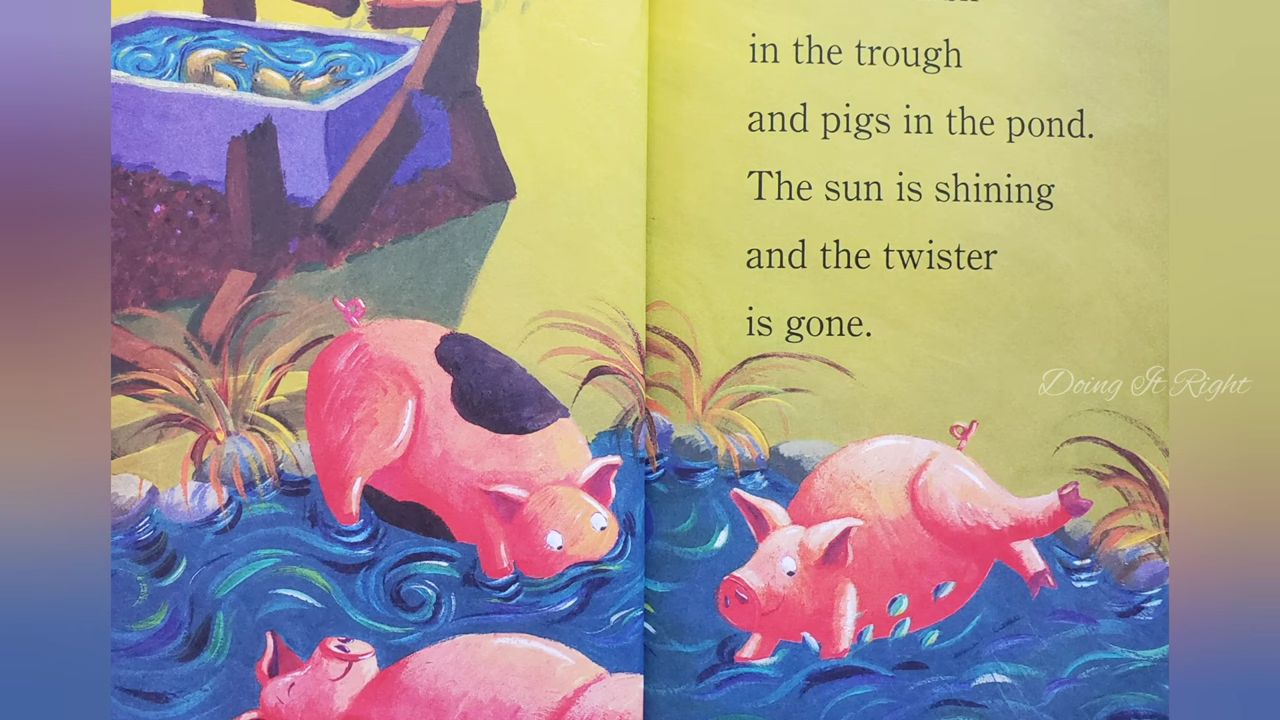 in the trough
and pigs in the pond.
The sun is shining
and the twister
is gone.
Doing It Right